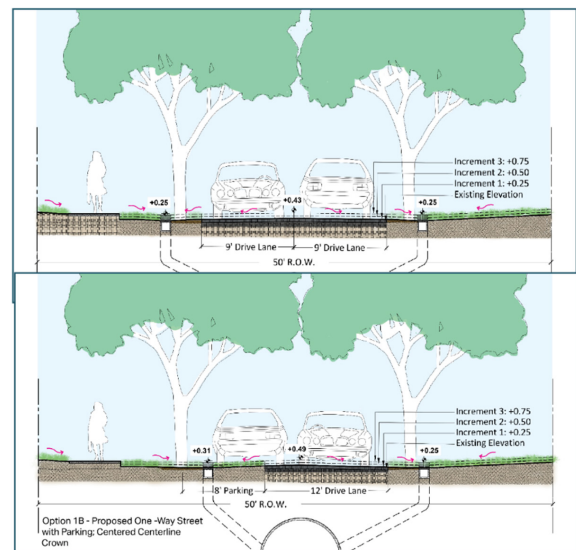 Increment 3: +0.75
Increment 2: +0.50
Increment 1: +0.25
Existing Elevation
+0.25
+0.43
+0.25
9' Drive Lane
9' Drive Lane
50' R.O.W.
Increment 3: +0.75
Increment 2: +0.50
Increment 1: +0.25
Existing Elevation
+0.31
+0.49
+0.25
8' Parking
12' Drive Lane
50' R.O.W.
Option 1B - Proposed One -Way Street
with Parking; Centered Centerline
Crown